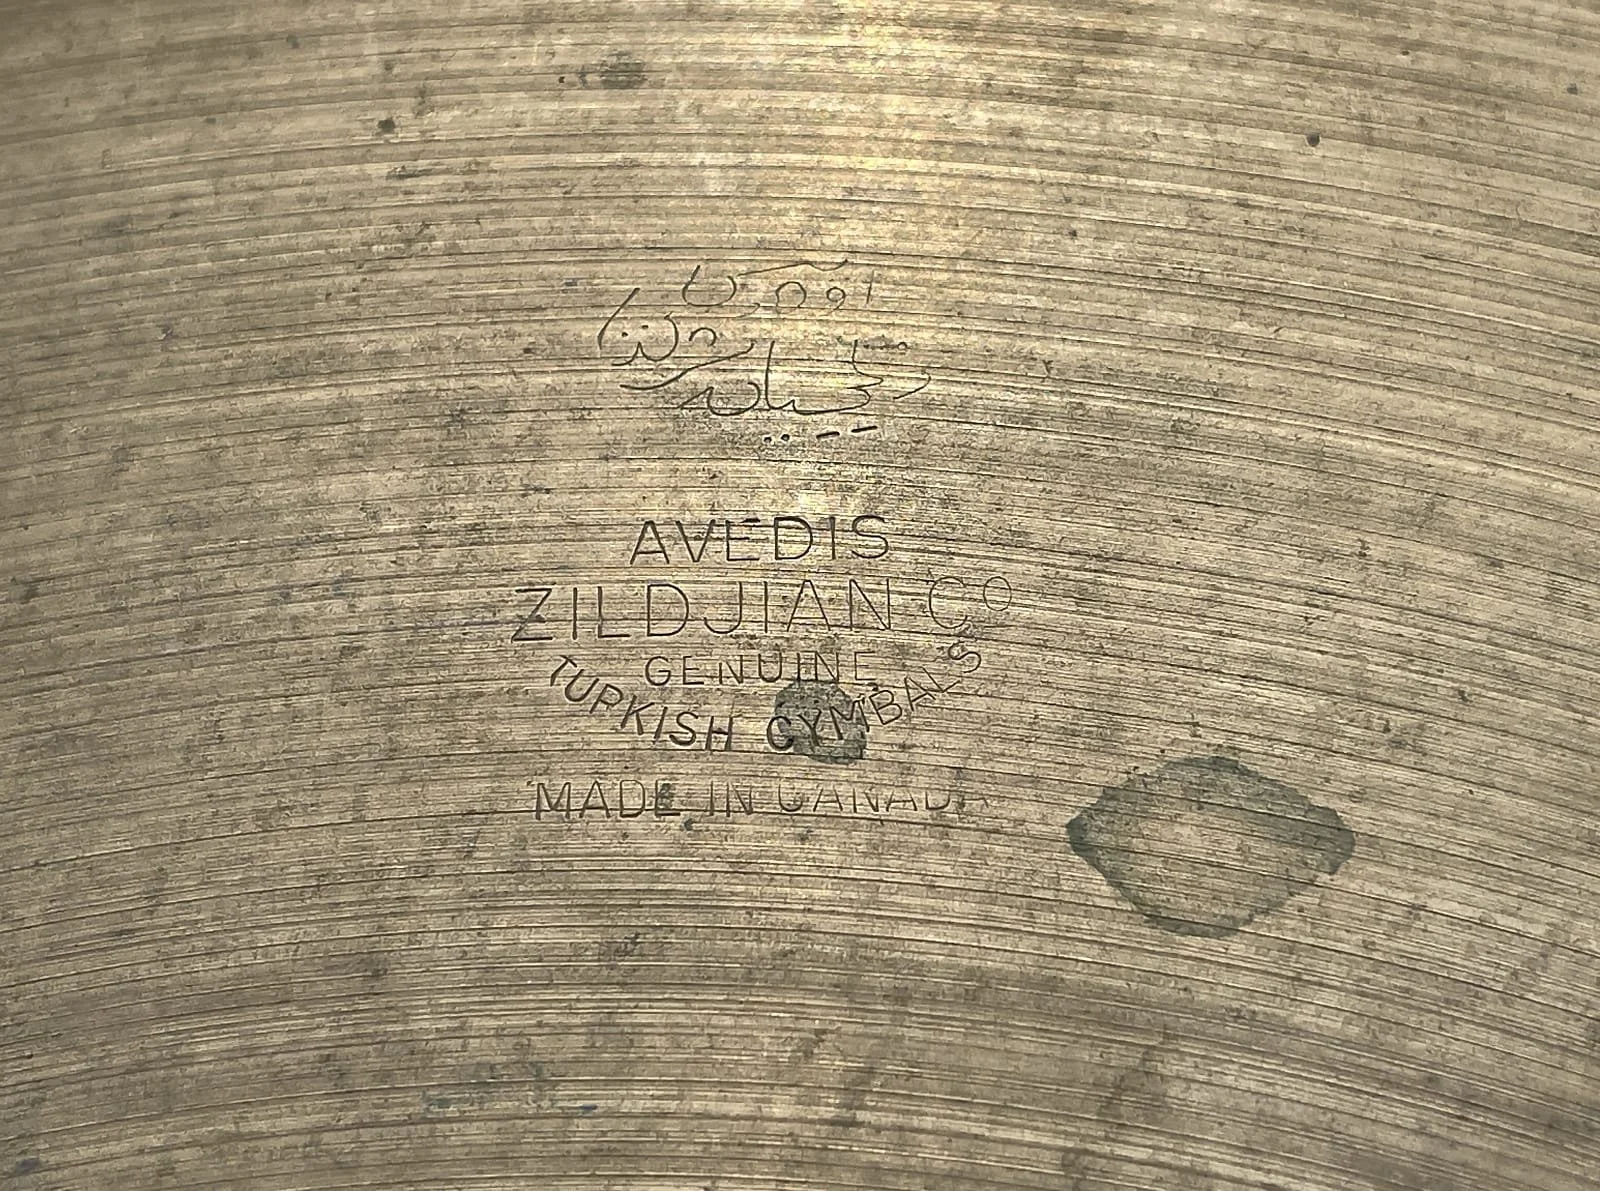 AVEDIS
ZILDJIAN CO
GENUINE
TURKISH CYMBALS
MADE IN CANADA